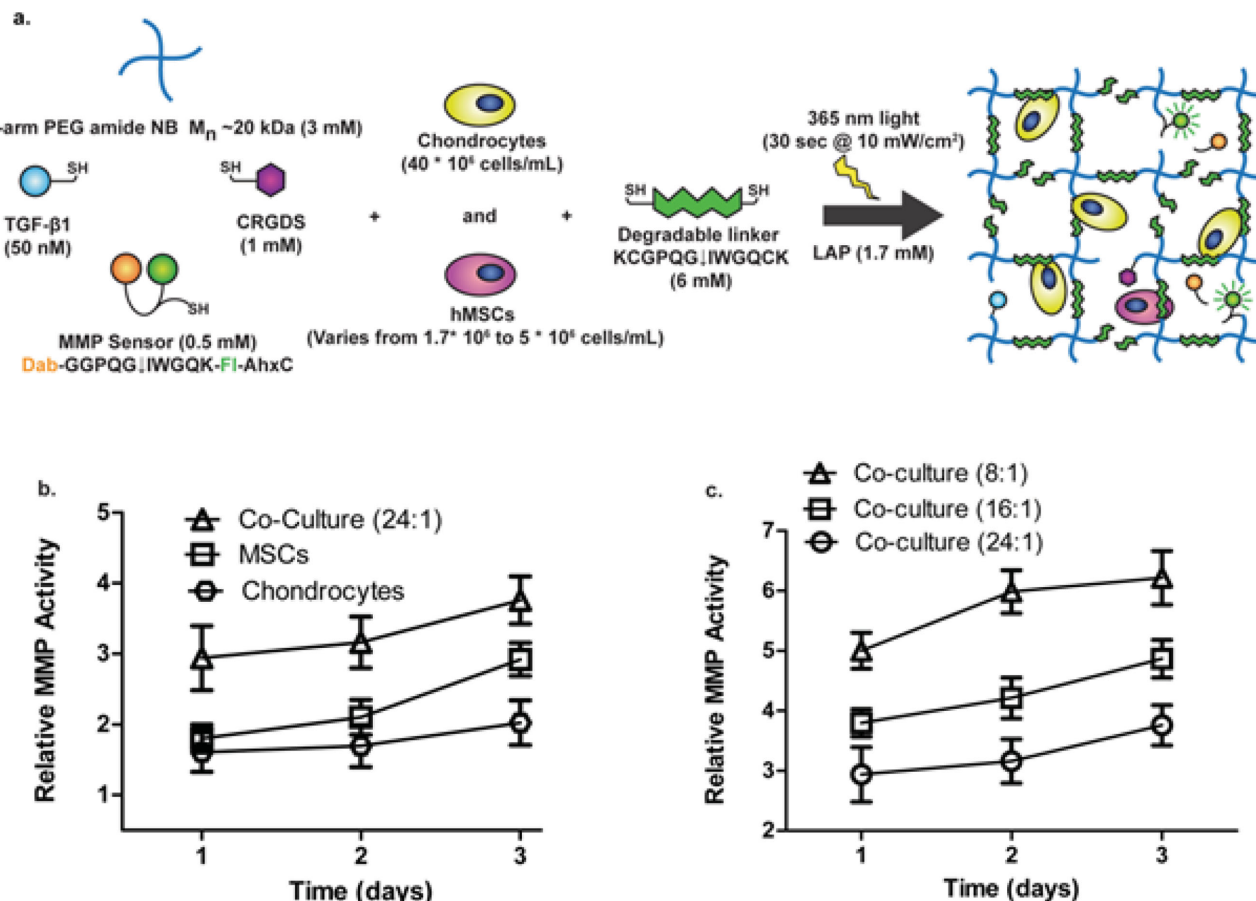 a.
-arm PEG amide NB Mn ~20 kDa (3 mM)
SH
TGF-β1
(50 nM)
SH
CRGDS
(1 mM)
SH
MMP Sensor (0.5 mM)
Dab-GGPQG↓IWGQK-Fl-AhxC
+
Chondrocytes
(40 * 10⁶ cells/mL)
and
hMSCs
(Varies from 1.7* 10⁶ to 5 * 10⁶ cells/mL)
+
SH SH
Degradable linker
KCGPQG↓IWGQCK
(6 mM)
365 nm light
(30 sec @ 10 mW/cm²)
LAP (1.7 mM)
b.
Co-Culture (24:1)
MSCs
Chondrocytes
Relative MMP Activity
5
4
3
2
1
1 2 3
Time (days)
c.
Co-culture (8:1)
Co-culture (16:1)
Co-culture (24:1)
Relative MMP Activity
7
6
5
4
3
2
1 2 3
Time (days)